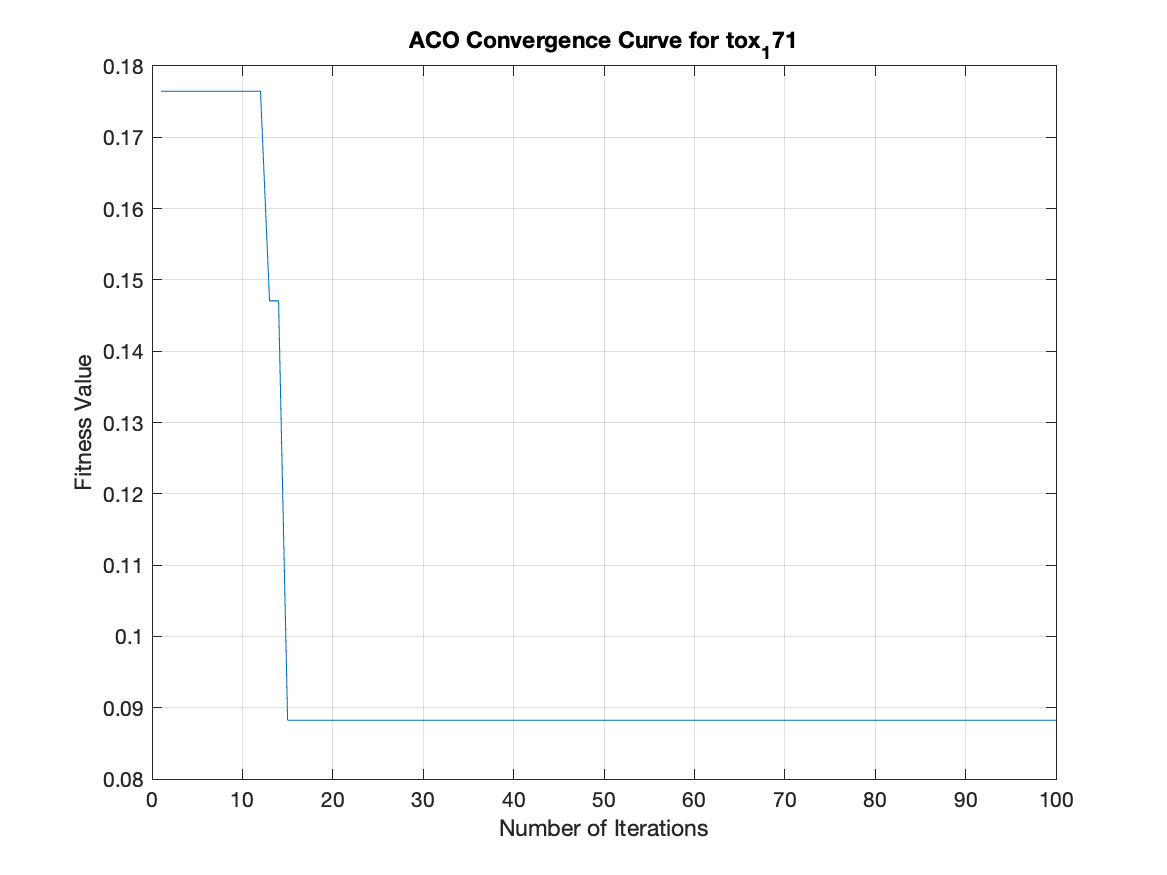 ACO Convergence Curve for tox₁71
0.18
0.17
0.16
0.15
0.14
0.13
0.12
0.11
0.1
0.09
0.08
Fitness Value
0 10 20 30 40 50 60 70 80 90 100
Number of Iterations